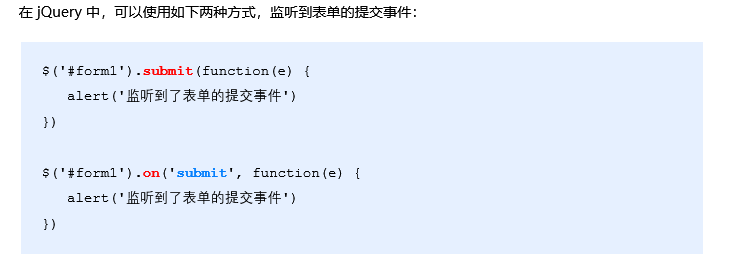 在 jQuery 中，可以使用如下两种方式，监听到表单的提交事件：
$('#form1').submit(function(e) {
   alert('监听到了表单的提交事件')
})

$('#form1').on('submit', function(e) {
   alert('监听到了表单的提交事件')
})